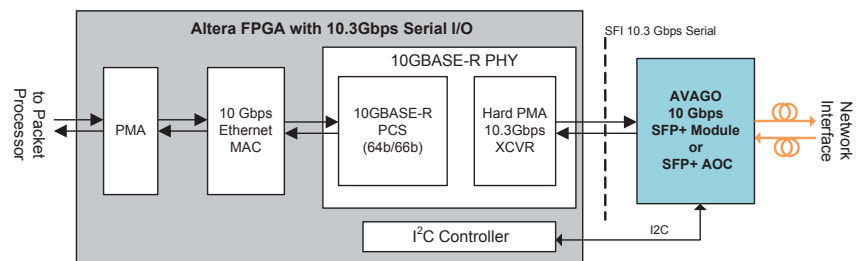 Altera FPGA with 10.3Gbps Serial I/O
SFI 10.3 Gbps Serial
10GBASE-R PHY
to Packet
Processor
PMA
10 Gbps
Ethernet
MAC
10GBASE-R
PCS
(64b/66b)
Hard PMA
10.3Gbps
XCVR
AVAGO
10 Gbps
SFP+ Module
or
SFP+ AOC
Network
Interface
I²C Controller
I2C